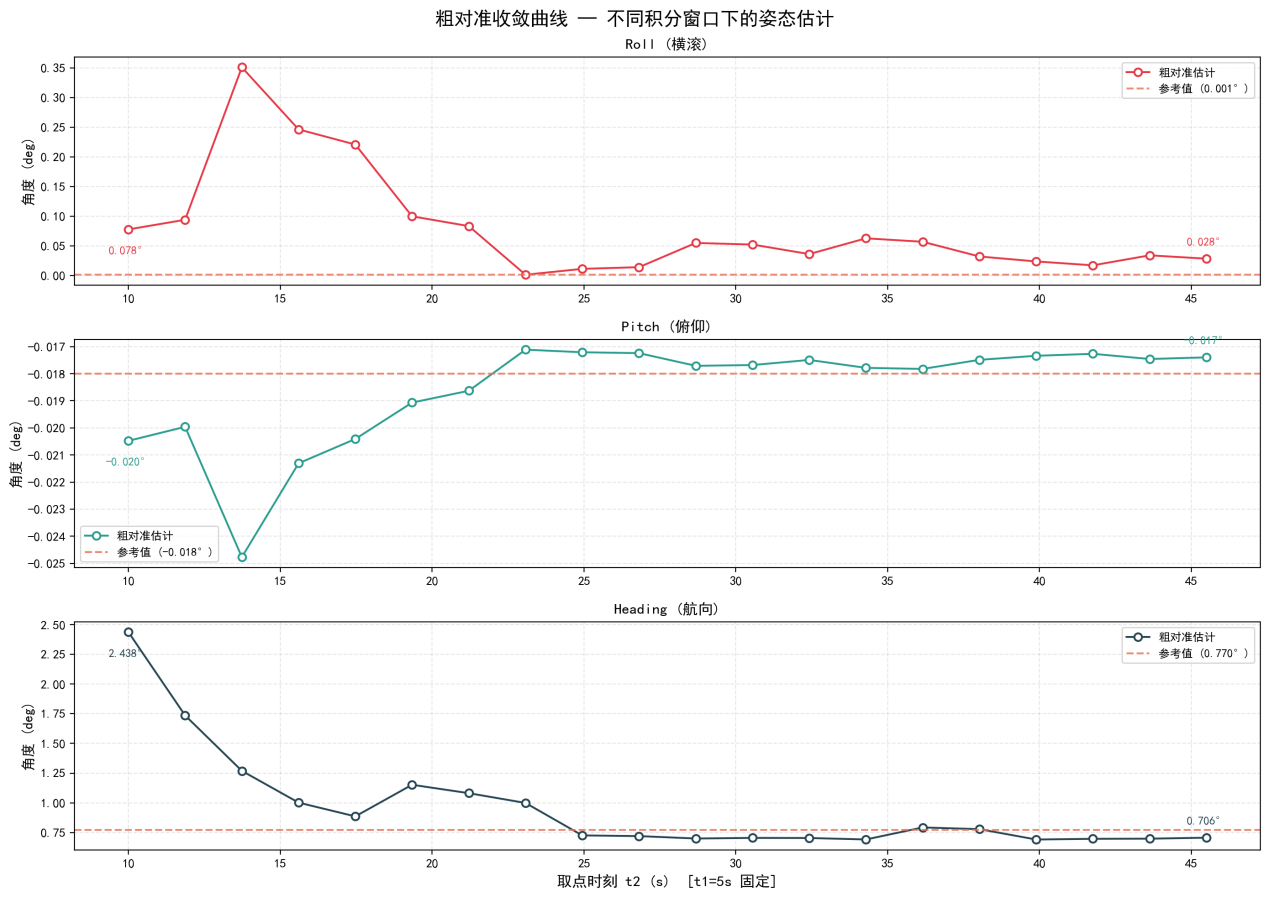 粗对准收敛曲线 — 不同积分窗口下的姿态估计
Roll (横滚)
角度 (deg)
0.35
0.30
0.25
0.20
0.15
0.10
0.05
0.00
粗对准估计
参考值 (0.001°)
0.078°
0.028°
10 15 20 25 30 35 40 45
Pitch (俯仰)
角度 (deg)
−0.017
−0.018
−0.019
−0.020
−0.021
−0.022
−0.023
−0.024
−0.025
-0.020°
-0.017°
粗对准估计
参考值 (-0.018°)
10 15 20 25 30 35 40 45
Heading (航向)
角度 (deg)
2.50
2.25
2.00
1.75
1.50
1.25
1.00
0.75
粗对准估计
参考值 (0.770°)
2.438°
0.706°
10 15 20 25 30 35 40 45
取点时刻 t2 (s) [t1=5s 固定]